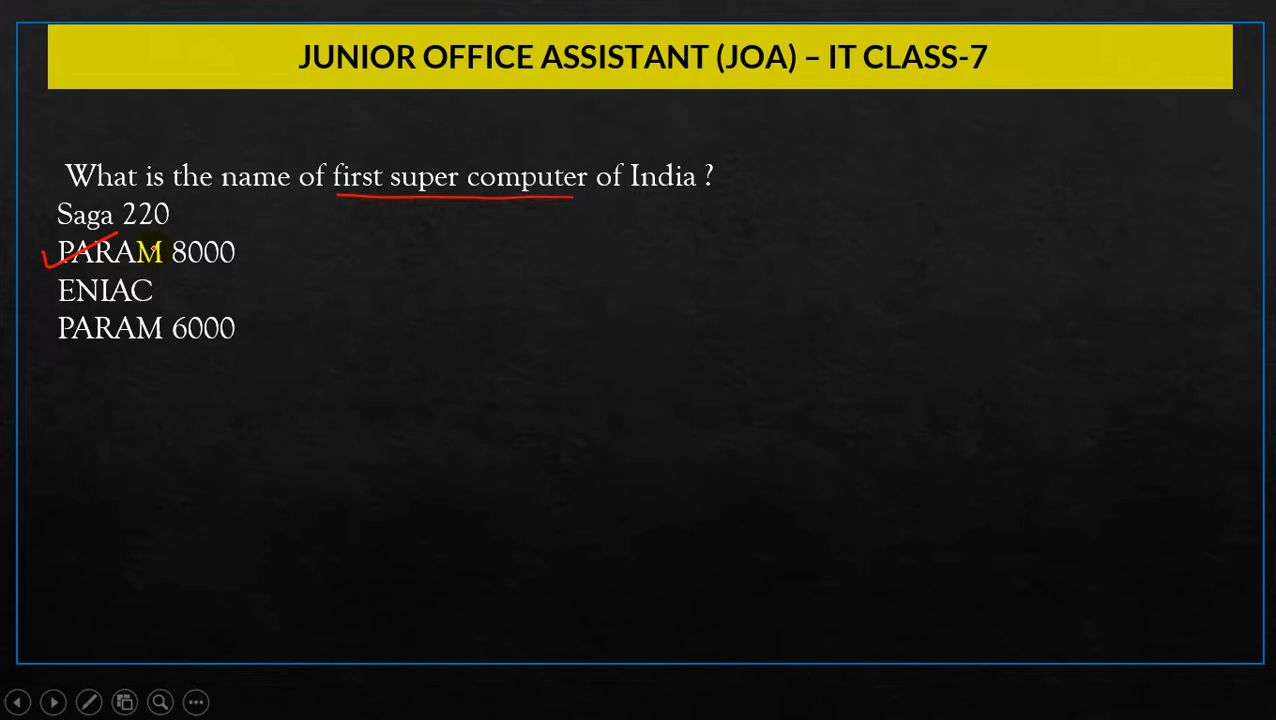 JUNIOR OFFICE ASSISTANT (JOA) – IT CLASS-7
What is the name of first super computer of India ?
Saga 220
PARAM 8000
ENIAC
PARAM 6000